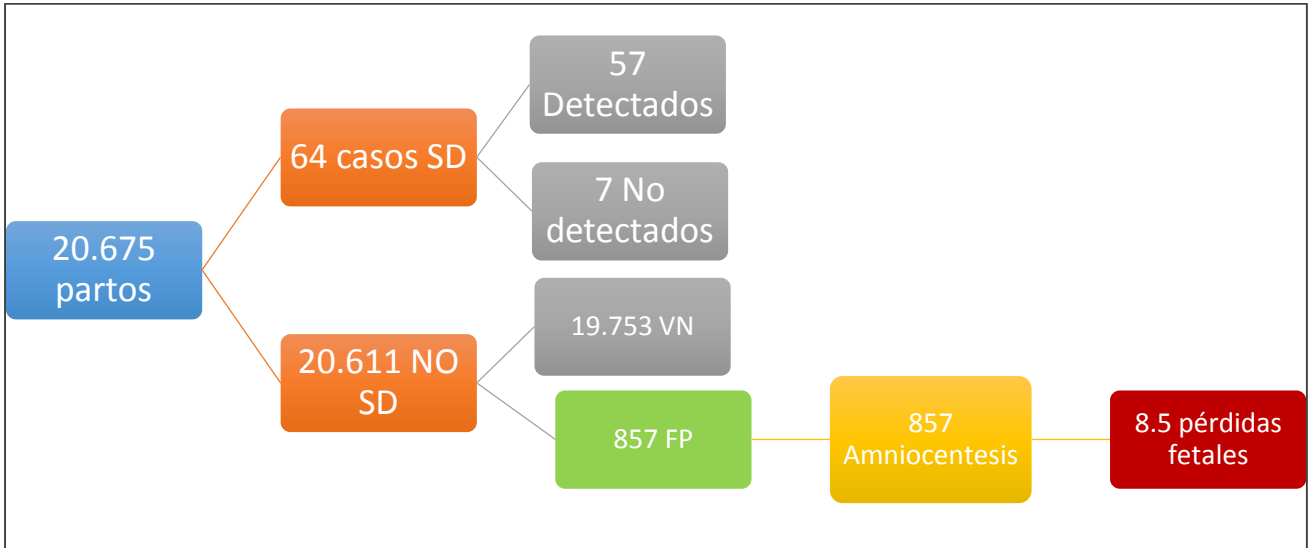 20.675
partos
64 casos SD
20.611 NO
SD
57
Detectados
7 No
detectados
19.753 VN
857 FP
857
Amniocentesis
8.5 pérdidas
fetales